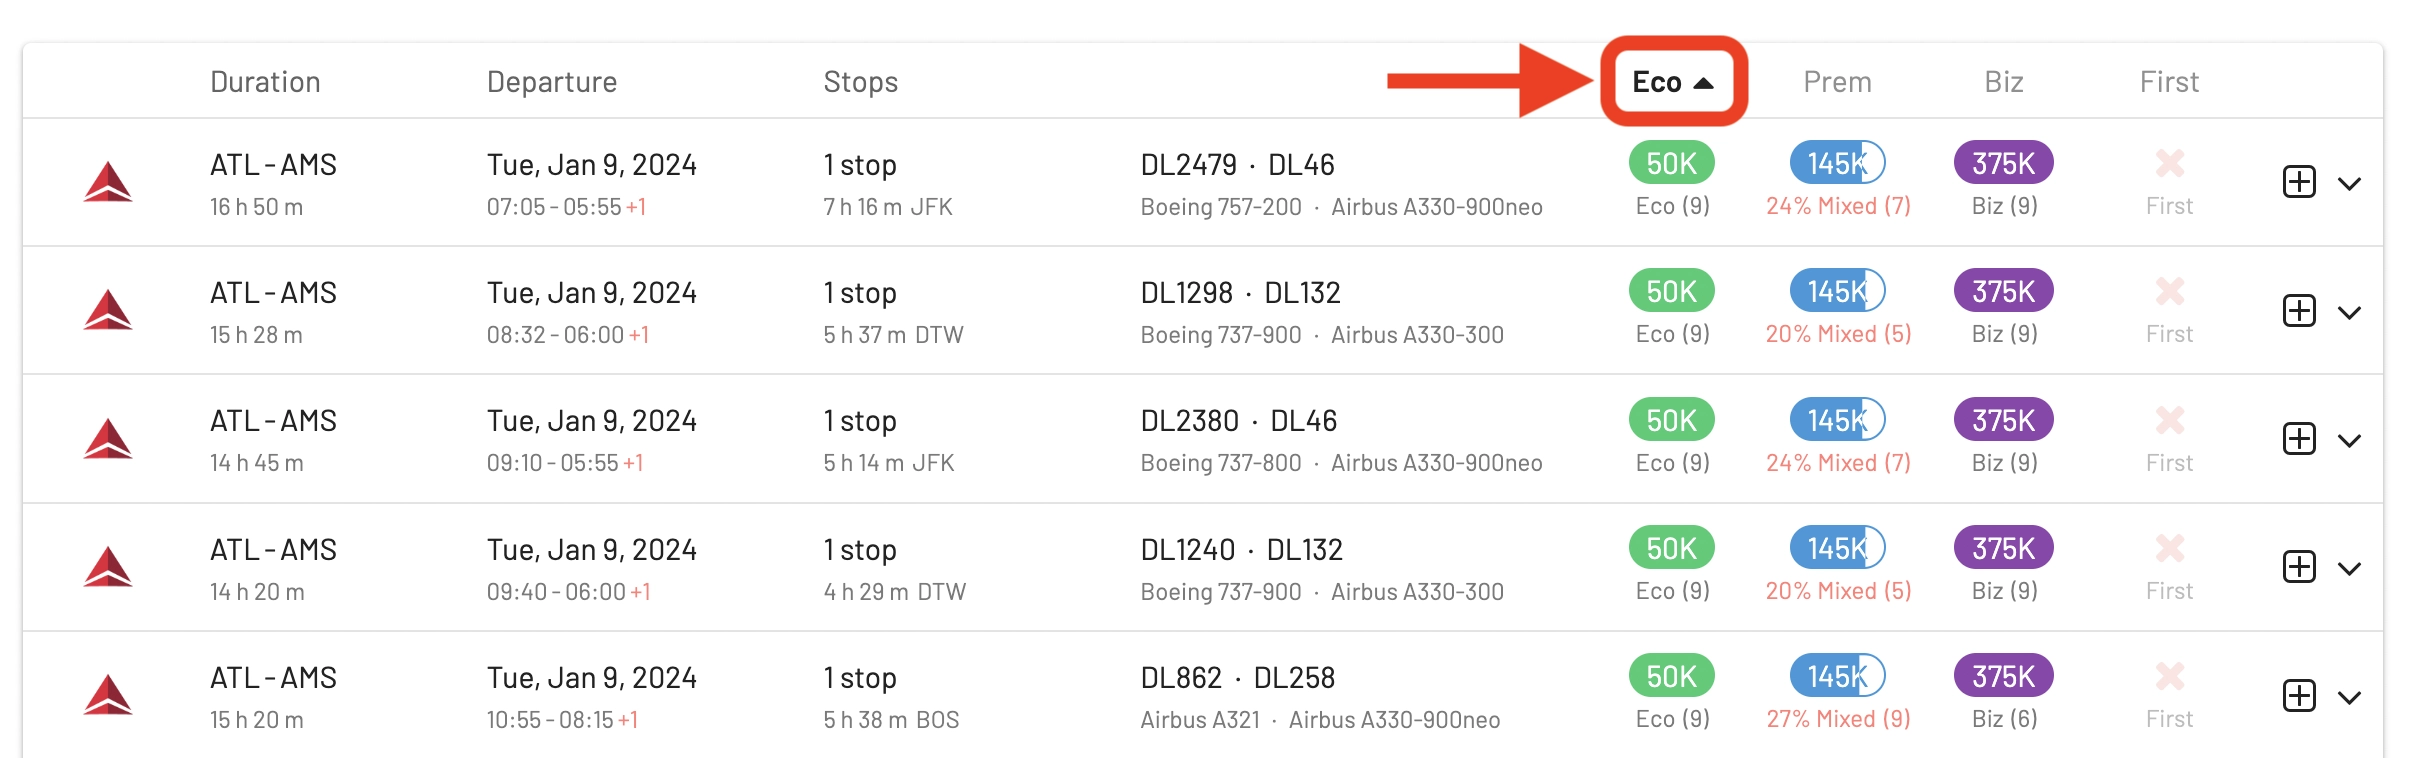 Duration Departure Stops Eco Prem Biz First
ATL - AMS Tue, Jan 9, 2024 1 stop DL2479 · DL46 50K 145K 375K
16 h 50 m 07:05 - 05:55 +1 7 h 16 m JFK Boeing 757-200 · Airbus A330-900neo Eco (9) 24% Mixed (7) Biz (9) First
ATL - AMS Tue, Jan 9, 2024 1 stop DL1298 · DL132 50K 145K 375K
15 h 28 m 08:32 - 06:00 +1 5 h 37 m DTW Boeing 737-900 · Airbus A330-300 Eco (9) 20% Mixed (5) Biz (9) First
ATL - AMS Tue, Jan 9, 2024 1 stop DL2380 · DL46 50K 145K 375K
14 h 45 m 09:10 - 05:55 +1 5 h 14 m JFK Boeing 737-800 · Airbus A330-900neo Eco (9) 24% Mixed (7) Biz (9) First
ATL - AMS Tue, Jan 9, 2024 1 stop DL1240 · DL132 50K 145K 375K
14 h 20 m 09:40 - 06:00 +1 4 h 29 m DTW Boeing 737-900 · Airbus A330-300 Eco (9) 20% Mixed (5) Biz (9) First
ATL - AMS Tue, Jan 9, 2024 1 stop DL862 · DL258 50K 145K 375K
15 h 20 m 10:55 - 08:15 +1 5 h 38 m BOS Airbus A321 · Airbus A330-900neo Eco (9) 27% Mixed (9) Biz (6) First